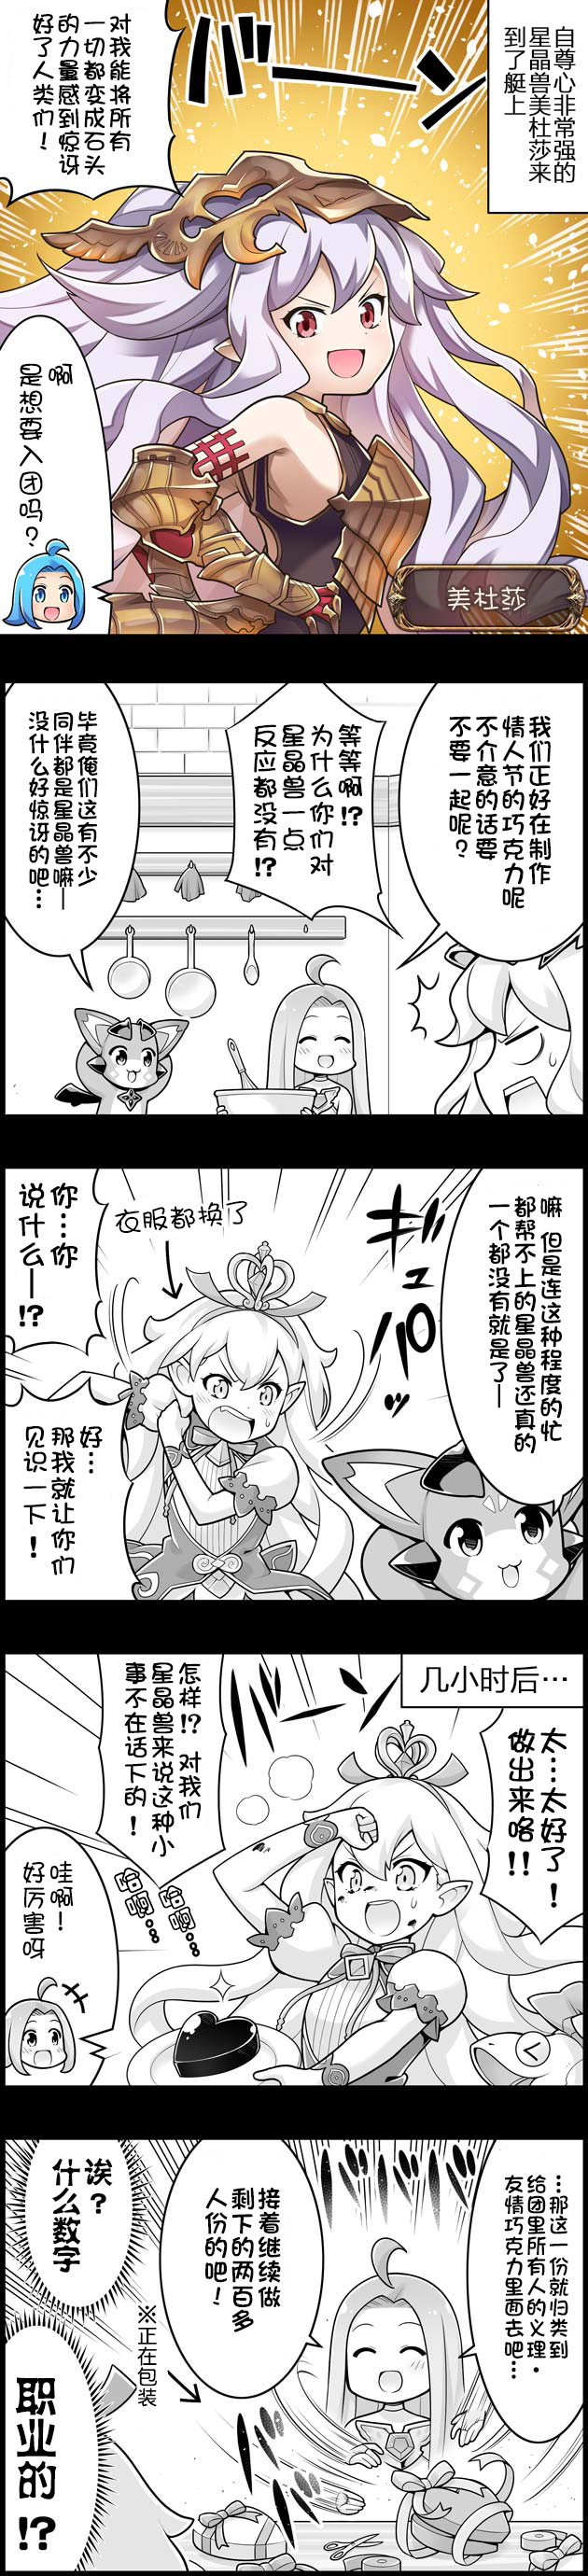 自尊心非常强的
星晶兽美杜莎来
到了艇上
ドーーン
对我能将所有
一切都变成石头
的力量感到惊讶
好了人类们！
啊
是想要入团吗？
美杜莎
我们正好在制作
情人节的巧克力呢
不介意的话要
不要一起呢？
等等啊!?
为什么你们对
星晶兽一点
反应都没有!?
毕竟俺们这有不少
同伴都是星晶兽嘛—
没什么好惊讶的吧…
嘛 但是连这种程度的忙
都帮不上的星晶兽还真的
一个都没有就是了—
ギュルルッ
衣服都换了
你…你
说什么—!?
好…
那我就让你们
见识一下！
几小时后…
太…太好了！
做出来咯!!
怎样!? 对我们
星晶兽来说这种小
事不在话下的！
哈啊…
哈啊…
哇啊！
好厉害呀
…那这一份就归类到
给团里所有人的义理·
友情巧克力里面去吧…
接着继续做
剩下的两百多
人份的吧！
※正在包装
诶？
什么数字
职业的!?